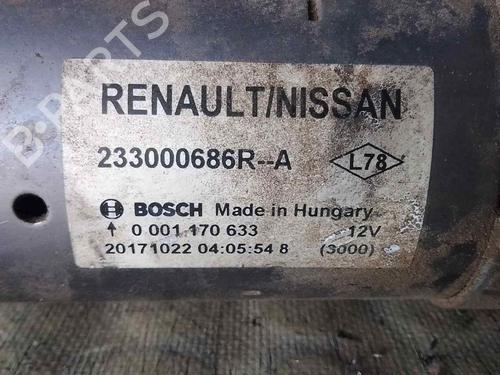 RENAULT/NISSAN
233000686R--A L78
BOSCH Made in Hungary
↑ 0 001 170 633 12V
20171022 04:05:54 8 (3000)
B-PARTS